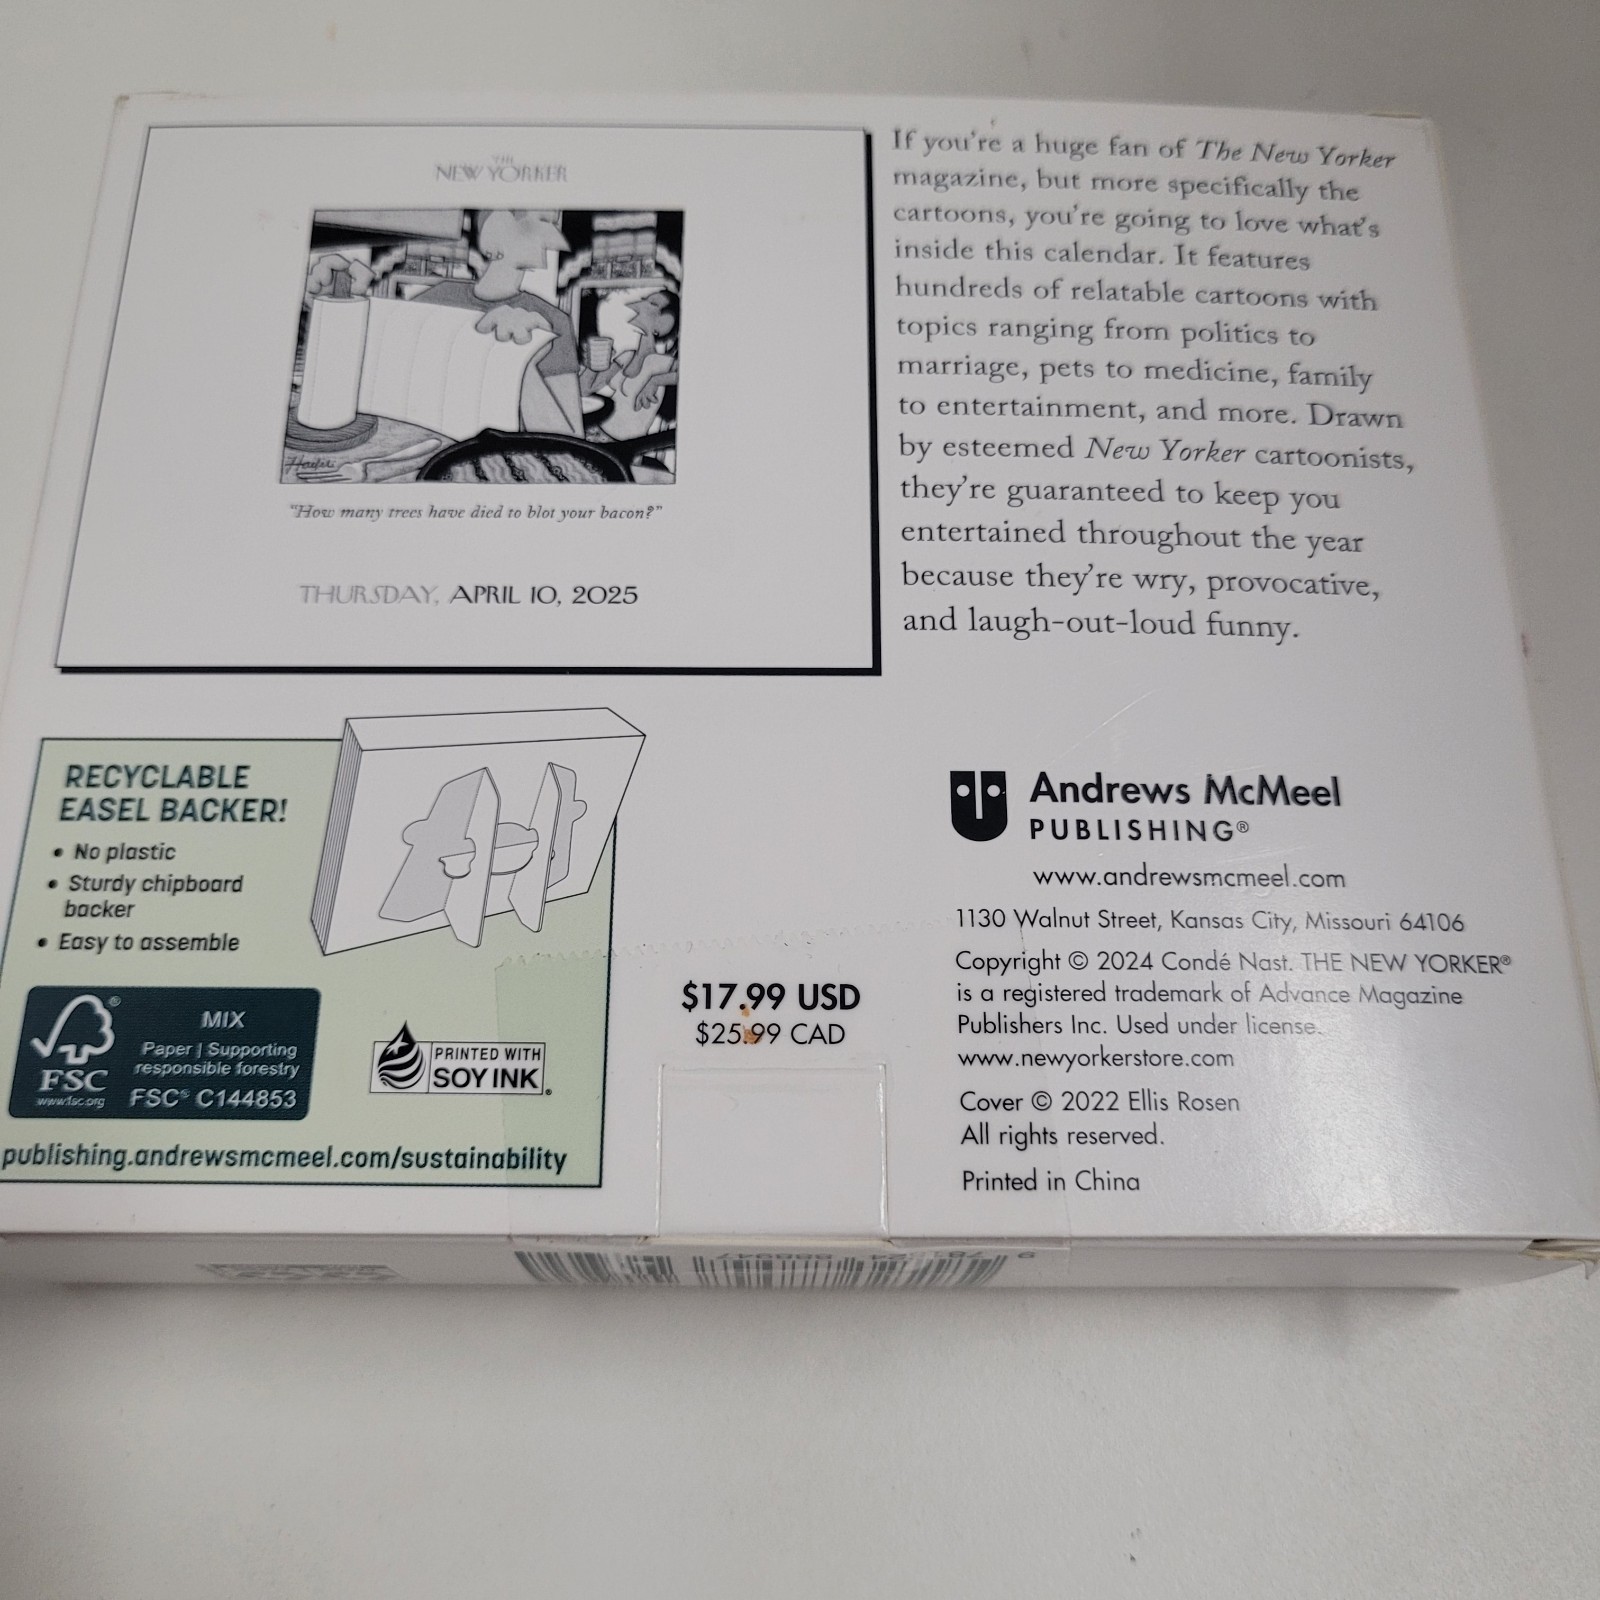 THE
NEW YORKER
Haefeli
"How many trees have died to blot your bacon?"
THURSDAY, APRIL 10, 2025
If you're a huge fan of The New Yorker
magazine, but more specifically the
cartoons, you're going to love what's
inside this calendar. It features
hundreds of relatable cartoons with
topics ranging from politics to
marriage, pets to medicine, family
to entertainment, and more. Drawn
by esteemed New Yorker cartoonists,
they're guaranteed to keep you
entertained throughout the year
because they're wry, provocative,
and laugh-out-loud funny.
RECYCLABLE
EASEL BACKER!
• No plastic
• Sturdy chipboard
backer
• Easy to assemble
FSC®
www.fsc.org
MIX
Paper | Supporting
responsible forestry
FSC® C144853
PRINTED WITH
SOY INK®
publishing.andrewsmcmeel.com/sustainability
$17.99 USD
$25.99 CAD
Andrews McMeel
PUBLISHING®
www.andrewsmcmeel.com
1130 Walnut Street, Kansas City, Missouri 64106
Copyright © 2024 Condé Nast. THE NEW YORKER®
is a registered trademark of Advance Magazine
Publishers Inc. Used under license.
www.newyorkerstore.com
Cover © 2022 Ellis Rosen
All rights reserved.
Printed in China